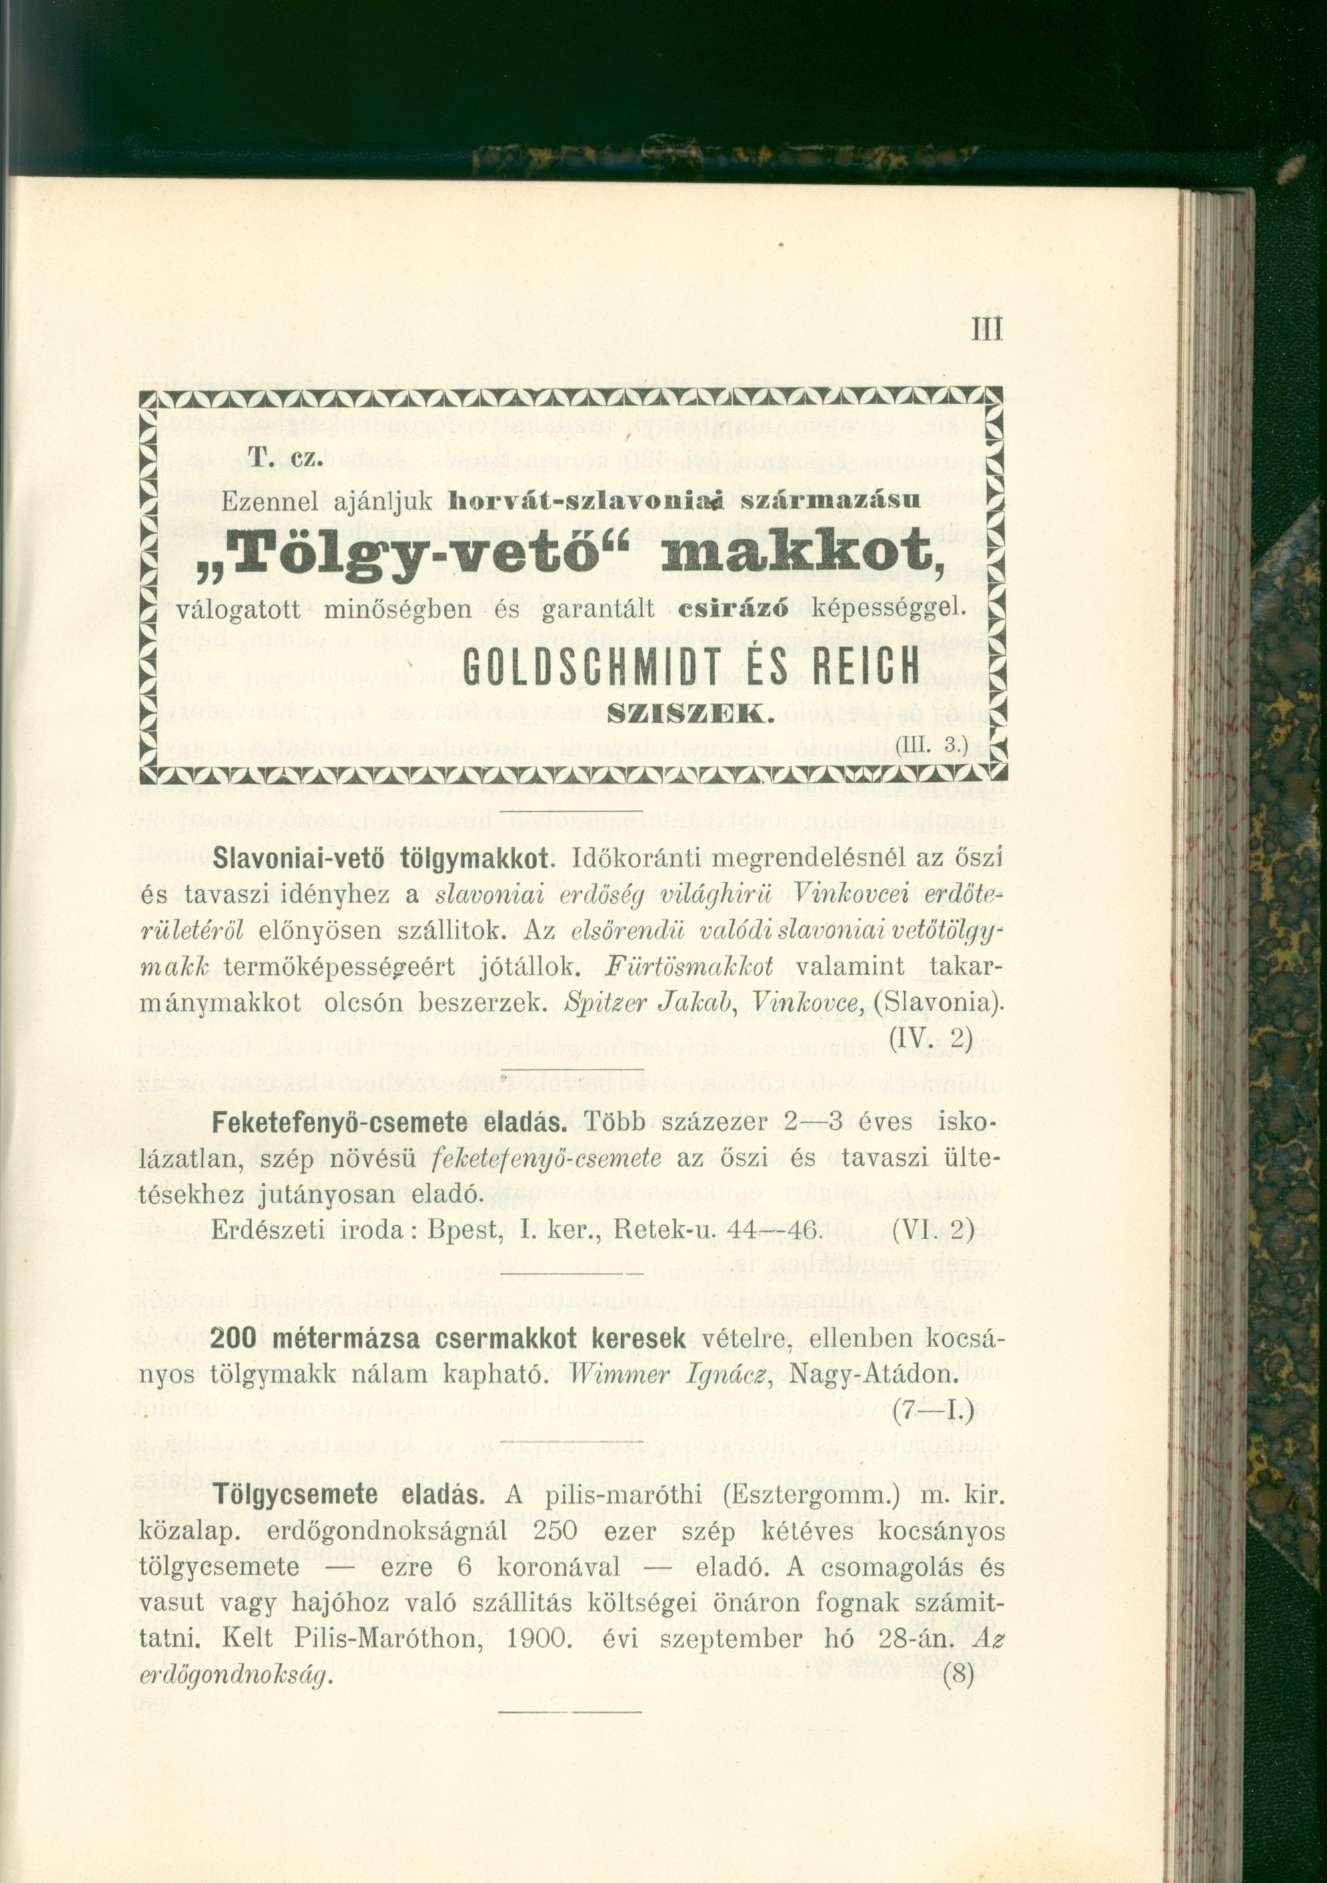 III
T. cz.
Ezennel ajánljuk horvát-szlavoniai származásu
„Tölgy-vető“ makkot,
válogatott minőségben és garantált csirázó képességgel.
GOLDSCHMIDT ÉS REICH
SZISZEK.
(III. 3.)
Slavoniai-vető tölgymakkot. Időkoránti megrendelésnél az őszi
és tavaszi idényhez a slavoniai erdőség világhirü Vinkovcei erdőte-
rületéről előnyösen szállitok. Az elsőrendü valódi slavoniai vetőtölgy-
makk termőképességeért jótállok. Fürtösmakkot valamint takar-
mánymakkot olcsón beszerzek. Spitzer Jakab, Vinkovce, (Slavonia).
(IV. 2)
Feketefenyő-csemete eladás. Több százezer 2—3 éves isko-
lázatlan, szép növésü feketefenyő-csemete az őszi és tavaszi ülte-
tésekhez jutányosan eladó.
Erdészeti iroda: Bpest, I. ker., Retek-u. 44—46. (VI. 2)
200 métermázsa csermakkot keresek vételre, ellenben kocsá-
nyos tölgymakk nálam kapható. Wimmer Ignácz, Nagy-Atádon.
(7—I.)
Tölgycsemete eladás. A pilis-maróthi (Esztergomm.) m. kir.
közalap. erdőgondnokságnál 250 ezer szép kétéves kocsányos
tölgycsemete — ezre 6 koronával — eladó. A csomagolás és
vasut vagy hajóhoz való szállitás költségei önáron fognak számit-
tatni. Kelt Pilis-Maróthon, 1900. évi szeptember hó 28-án. Az
erdőgondnokság. (8)